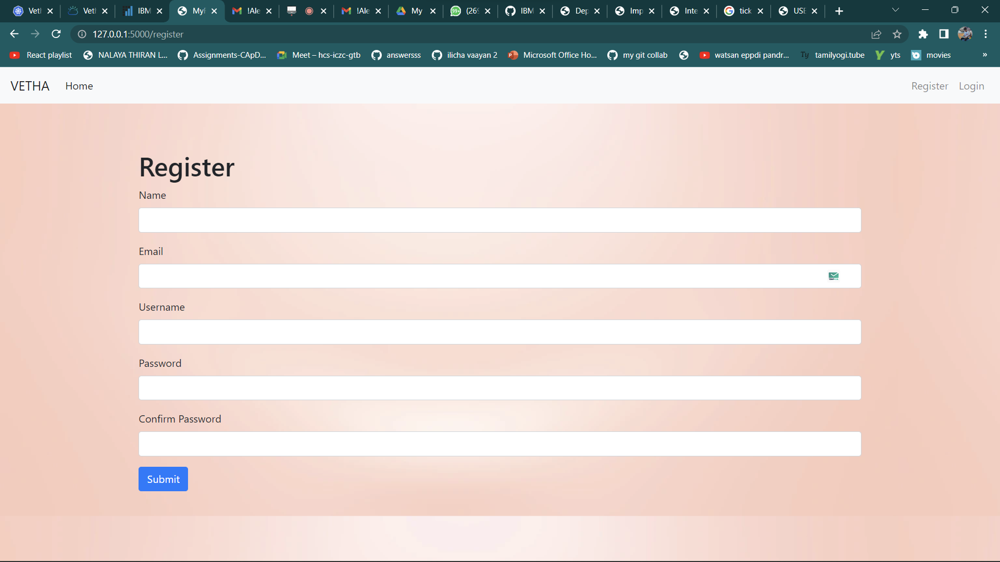 Vetl Vetl IBM MyF !Ale !Ale My (269 IBM Dep Imp Inte tick USE
127.0.0.1:5000/register
React playlist NALAYA THIRAN L... Assignments-CApD... Meet – hcs-iczc-gtb answersss ilicha vaayan 2 Microsoft Office Ho... my git collab watsan eppdi pandr... Ty tamilyogi.tube yts movies »
VETHA Home Register Login
Register
Name
Email
Username
Password
Confirm Password
Submit